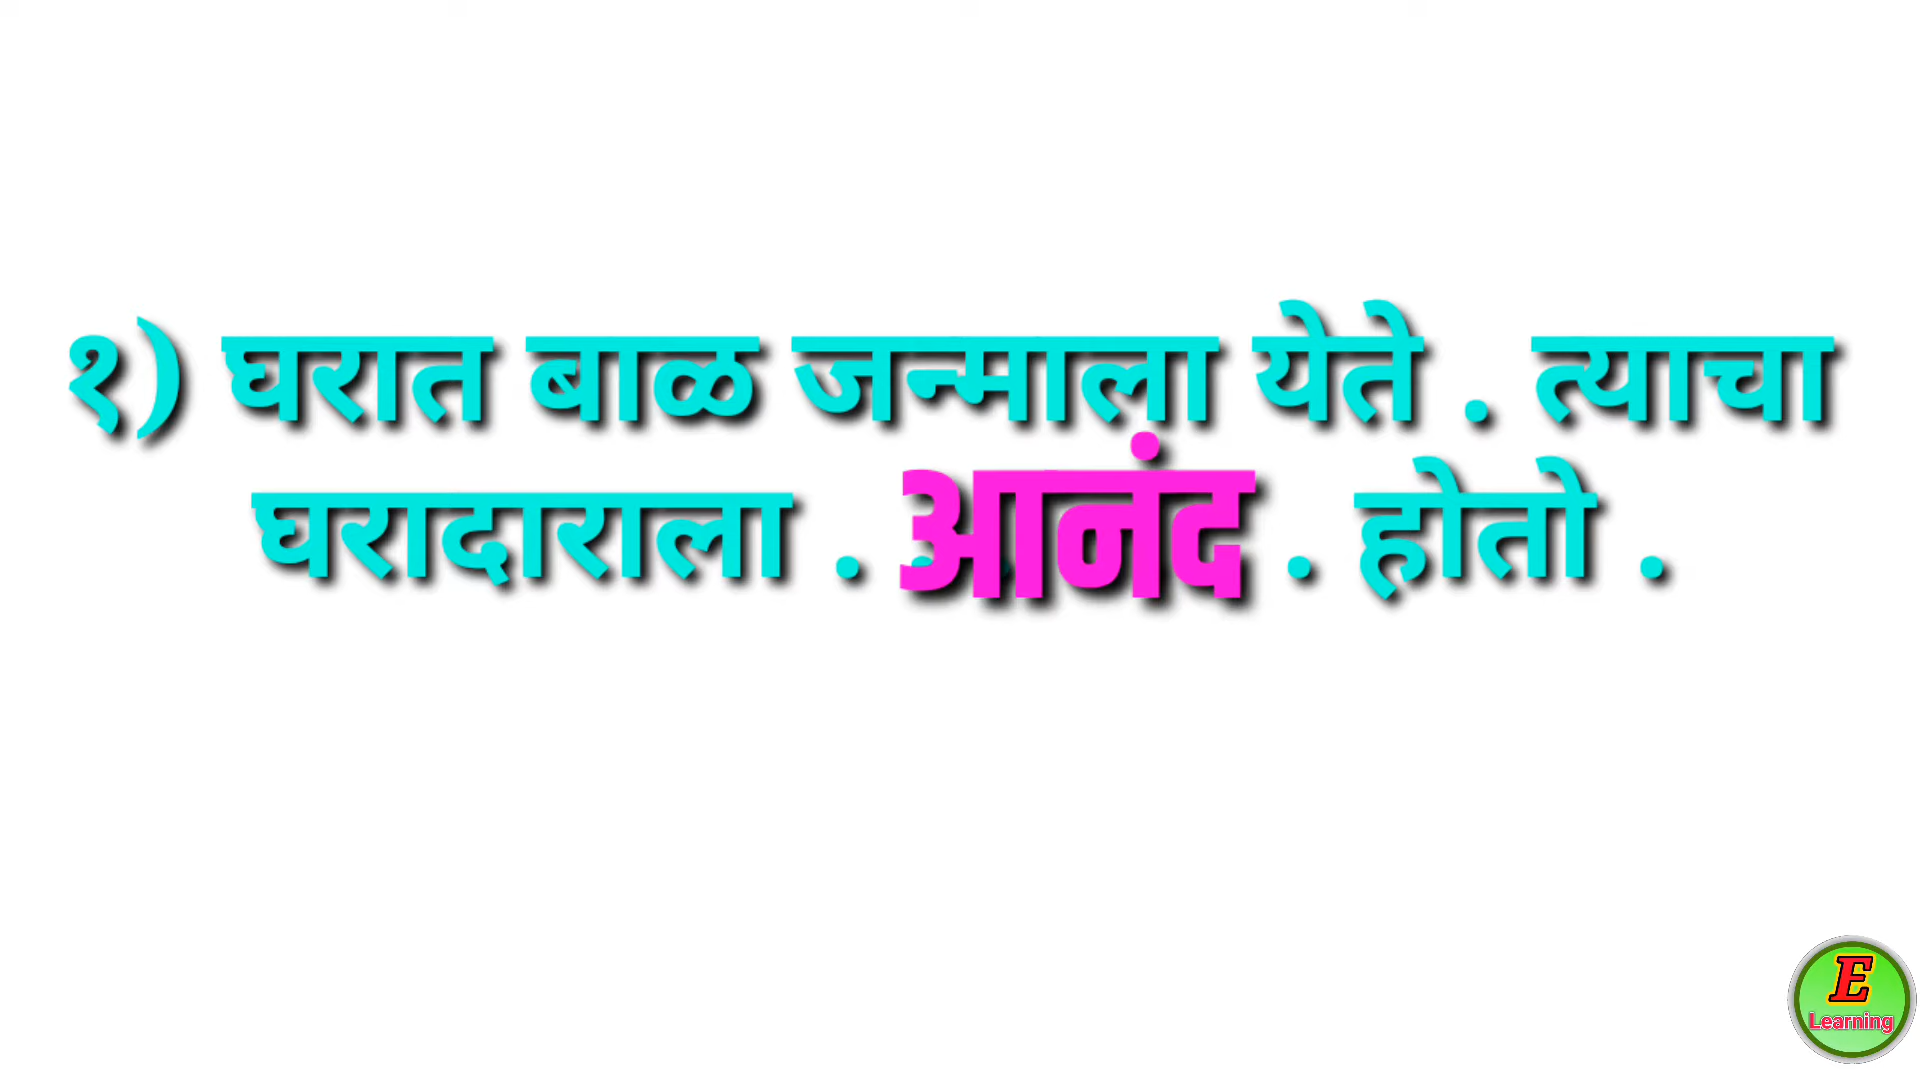 १) घरात बाळ जन्माला येते . त्याचा
घरादाराला . . आनंद . होतो .
E
Learning